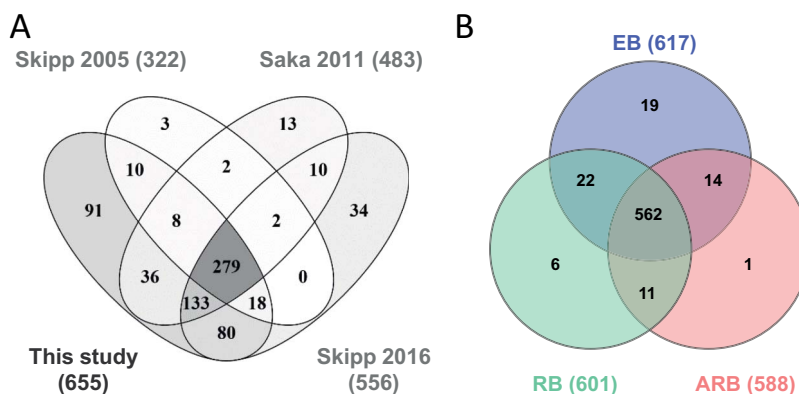 A
Skipp 2005 (322)
Saka 2011 (483)
3
13
10
2
10
91
8
2
34
36
279
0
133
18
80
This study
(655)
Skipp 2016
(556)
B
EB (617)
19
22
14
562
6
1
11
RB (601)
ARB (588)